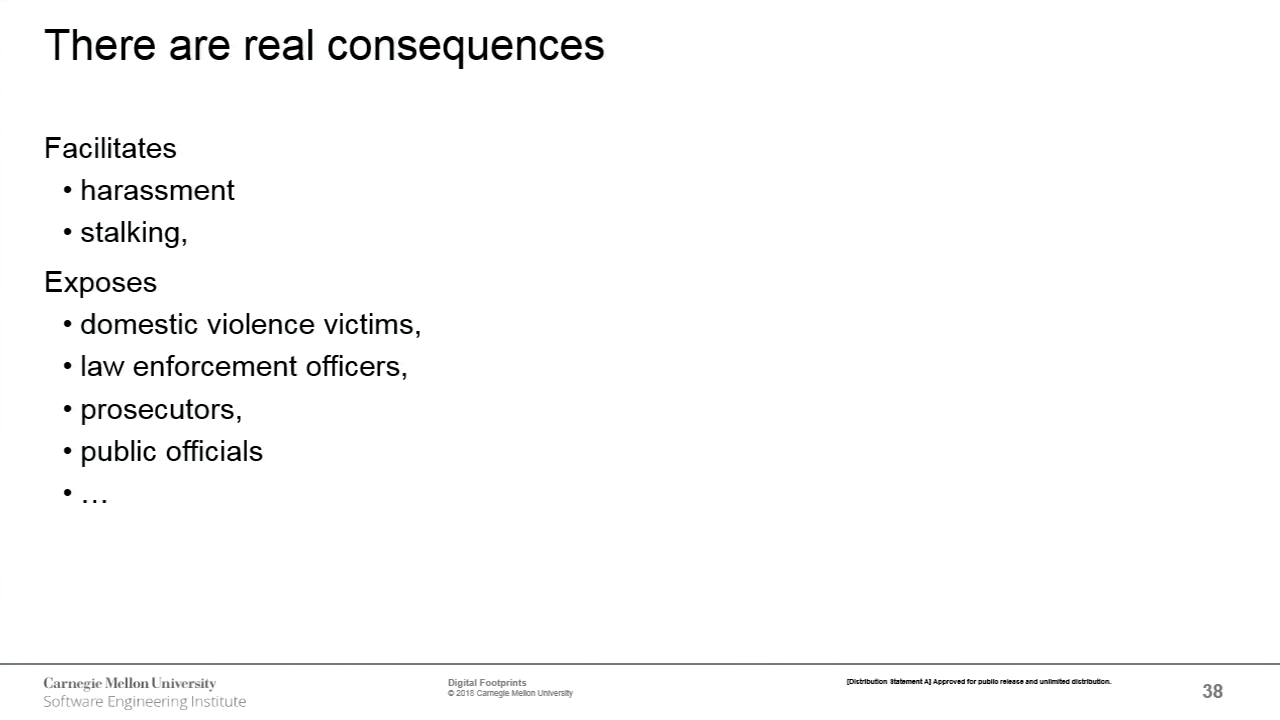 There are real consequences
Facilitates
• harassment
• stalking,
Exposes
• domestic violence victims,
• law enforcement officers,
• prosecutors,
• public officials
• …
Carnegie Mellon University
Software Engineering Institute
Digital Footprints
© 2018 Carnegie Mellon University
[Distribution Statement A] Approved for public release and unlimited distribution.
38